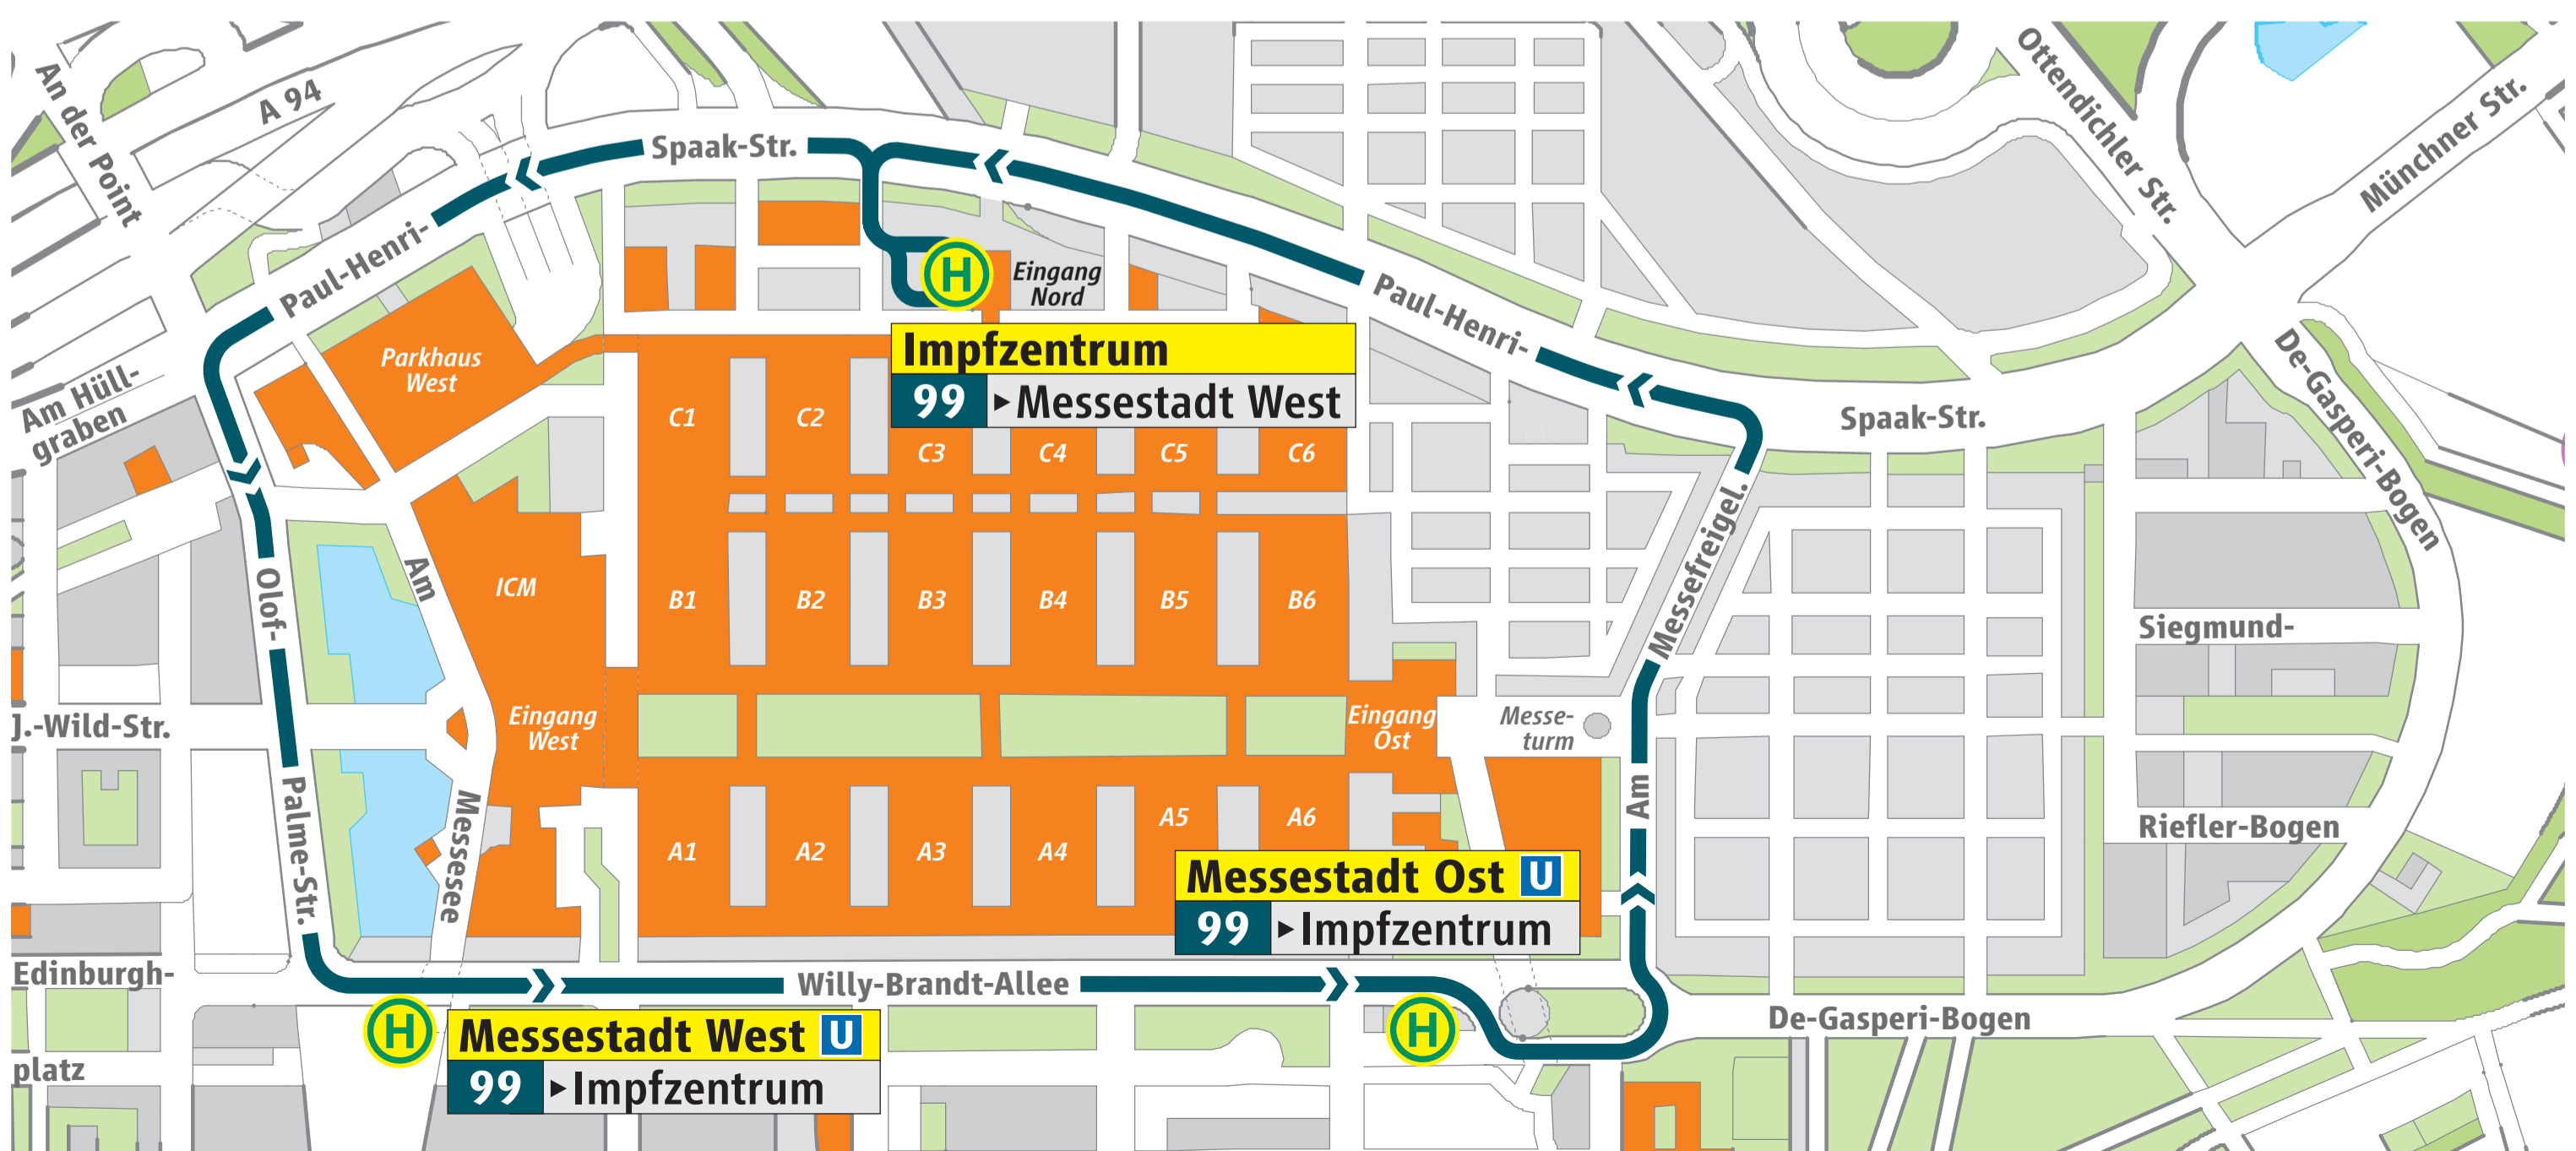 An der Point
A 94
Spaak-Str.
Ottendichler Str.
Münchner Str.
Paul-Henri-
Eingang
Nord
Paul-Henri-
Spaak-Str.
De-Gasperi-Bogen
Am Hüll-
graben
Parkhaus
West
Impfzentrum
99 ▸Messestadt West
C1
C2
C3
C4
C5
C6
Messefreigel.
Am
Olof-
Palme-Str.
Am
Messesee
ICM
B1
B2
B3
B4
B5
B6
Siegmund-
Riefler-Bogen
J.-Wild-Str.
Eingang
West
Eingang
Ost
Messe-
turm
A1
A2
A3
A4
A5
A6
Messestadt Ost U
99 ▸Impfzentrum
Edinburgh-
platz
Willy-Brandt-Allee
De-Gasperi-Bogen
H
H
H
Messestadt West U
99 ▸Impfzentrum